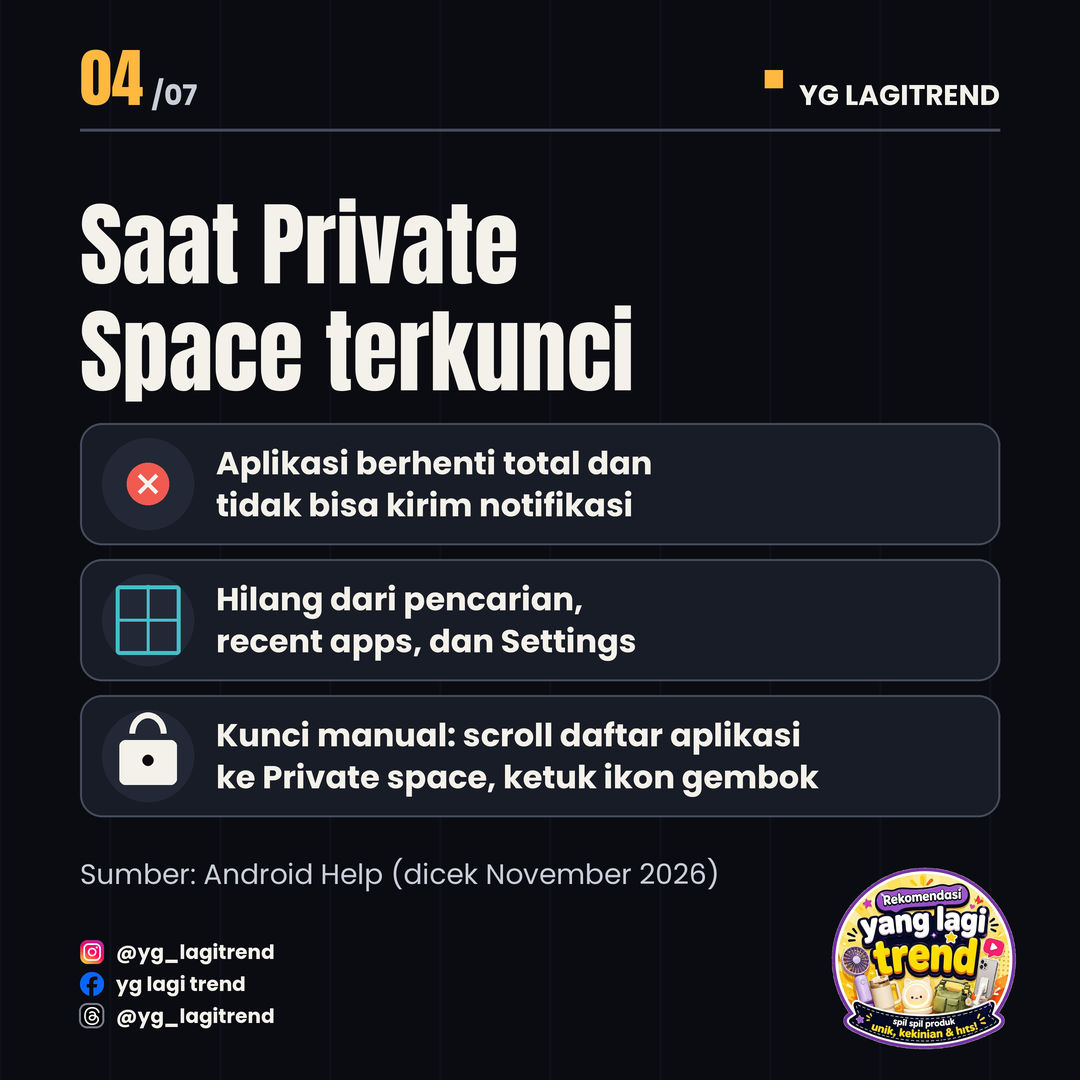 04 /07
YG LAGITREND
Saat Private
Space terkunci
Aplikasi berhenti total dan
tidak bisa kirim notifikasi
Hilang dari pencarian,
recent apps, dan Settings
Kunci manual: scroll daftar aplikasi
ke Private space, ketuk ikon gembok
Sumber: Android Help (dicek November 2026)
@yg_lagitrend
yg lagi trend
@yg_lagitrend
Rekomendasi
yang lagi
trend
spil spil produk
unik, kekinian & hits!